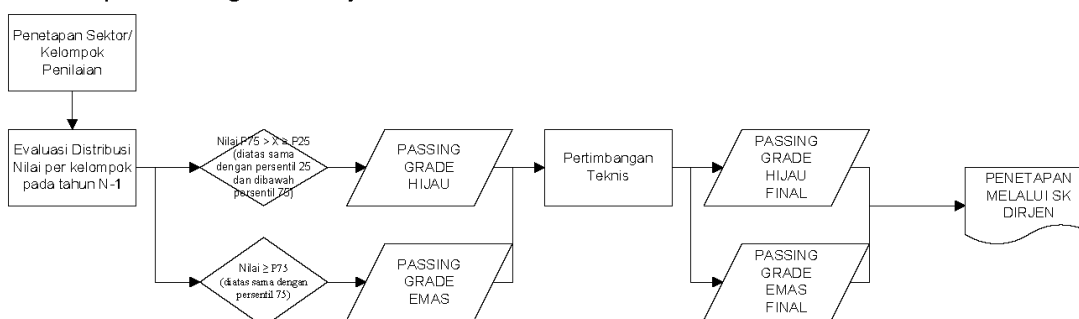 Penetapan Sektor/
Kelompok
Penilaian
Evaluasi Distribusi
Nilai per kelompok
pada tahun N-1
Nilai P75 > X ≥ P25
(diatas sama
dengan persentil 25
dan dibawah
persentil 75)
PASSING
GRADE
HIJAU
Pertimbangan
Teknis
PASSING
GRADE
HIJAU
FINAL
PENETAPAN
MELALUI SK
DIRJEN
Nilai ≥ P75
(diatas sama dengan
persentil 75)
PASSING
GRADE
EMAS
PASSING
GRADE
EMAS
FINAL